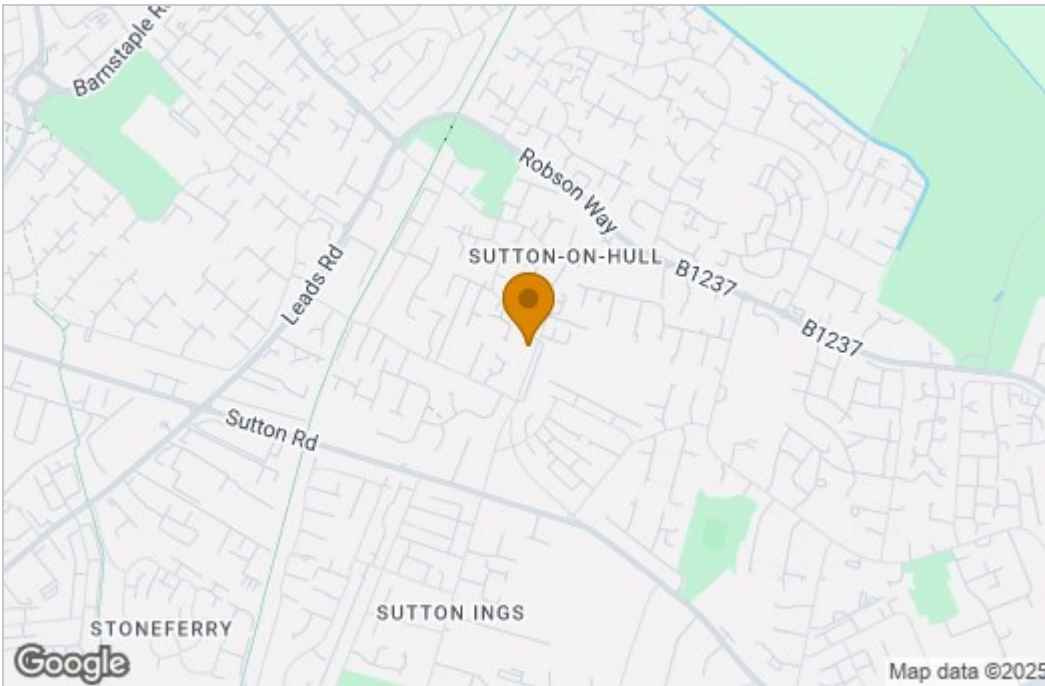 Barnstaple R
Robson Way
SUTTON-ON-HULL
B1237
Leads Rd
B1237
Sutton Rd
SUTTON INGS
STONEFERRY
Google
Map data ©2025